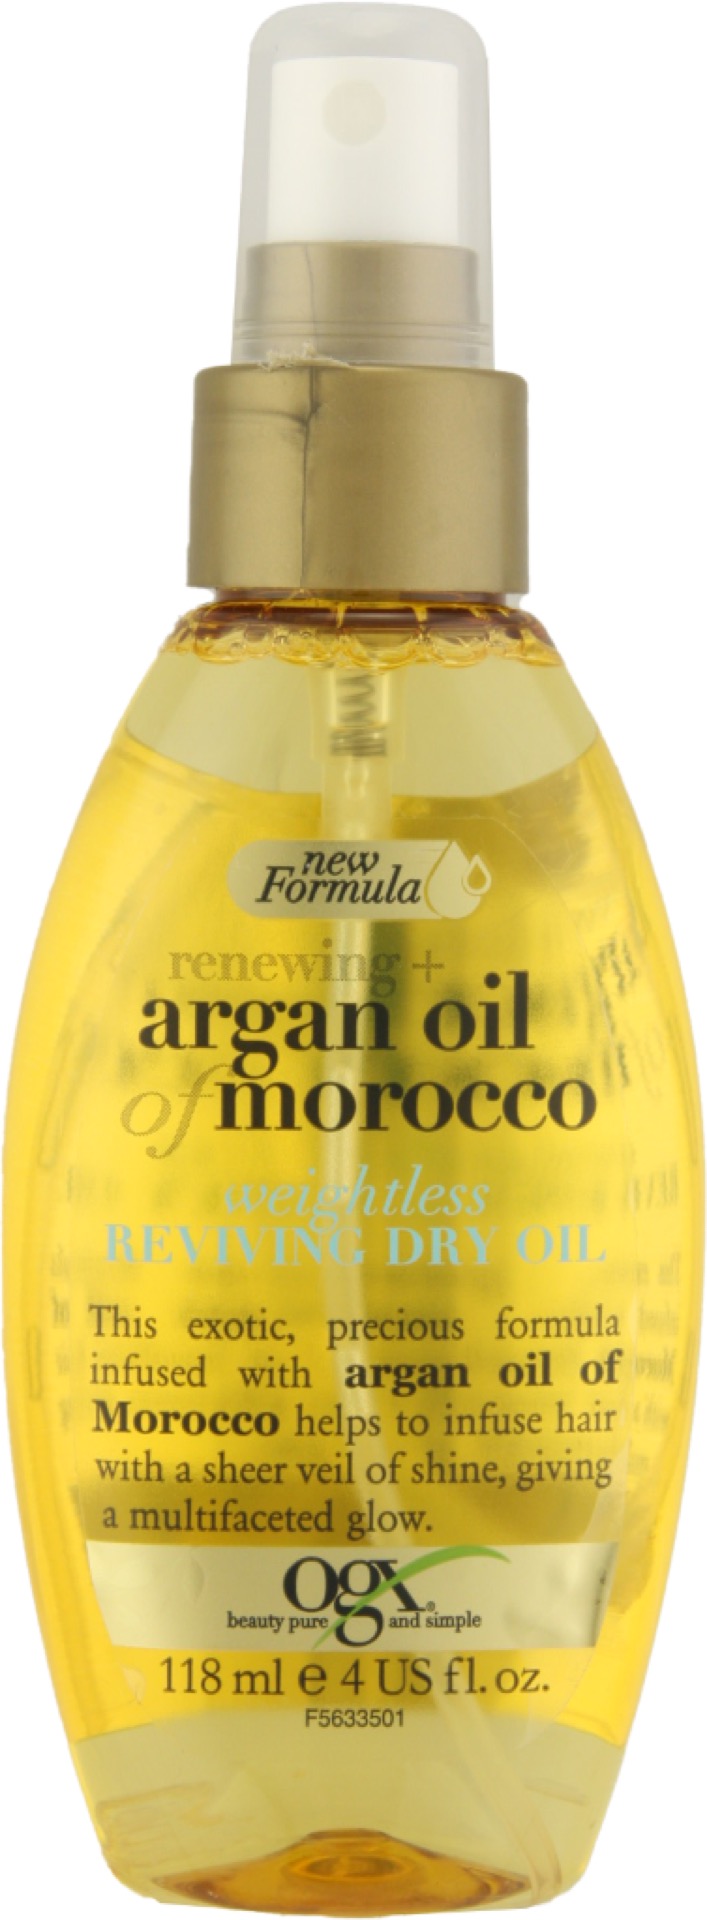 new
Formula
renewing +
argan oil
of morocco
weightless
REVIVING DRY OIL
This exotic, precious formula
infused with argan oil of
Morocco helps to infuse hair
with a sheer veil of shine, giving
a multifaceted glow.
ogx®
beauty pure and simple
118 ml e 4 US fl. oz.
F5633501